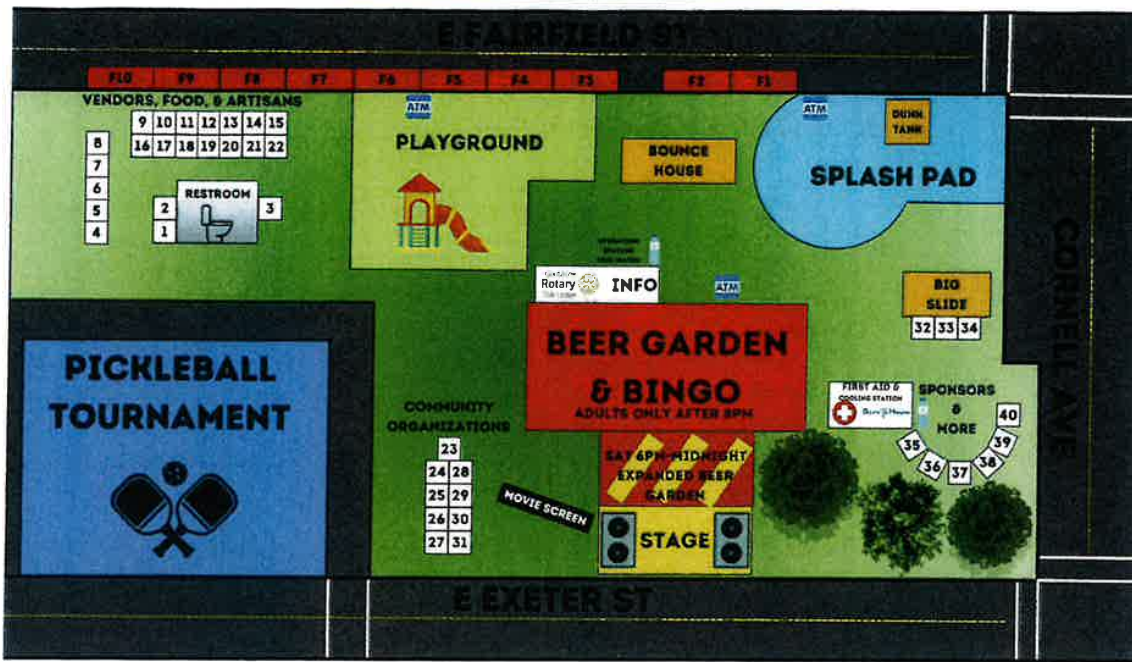 E FAIRFIELD ST
F10 F9 F8 F7 F6 F5 F4 F3 F2 F1
VENDORS, FOOD, & ARTISANS
9 10 11 12 13 14 15
16 17 18 19 20 21 22
8
7
6
5
4
RESTROOM
2
1
3
ATM
PLAYGROUND
BOUNCE
HOUSE
ATM
DUNK
TANK
SPLASH PAD
CORNELL AVE
Rotary
INFO
ATM
BIG
SLIDE
32 33 34
BEER GARDEN
& BINGO
ADULTS ONLY AFTER 8PM
PICKLEBALL
TOURNAMENT
COMMUNITY
ORGANIZATIONS
23
24 28
25 29
26 30
27 31
MOVIE SCREEN
SAT 6PM-MIDNIGHT
EXPANDED BEER
GARDEN
STAGE
FIRST AID &
COOLING STATION
SPONSORS
&
MORE
35
36
37
38
39
40
E EXETER ST